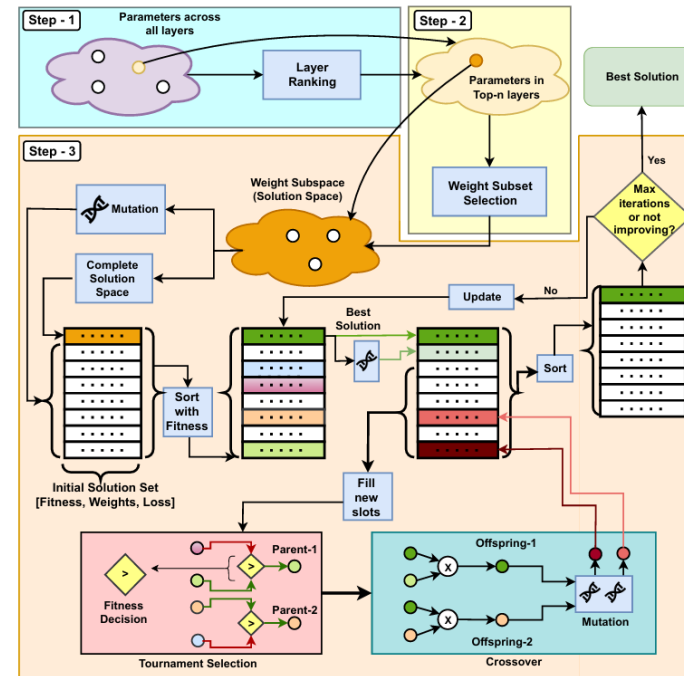 Step - 1
Parameters across
all layers
Layer
Ranking
Step - 2
Parameters in
Top-n layers
Weight Subset
Selection
Best Solution
Yes
Max
iterations
or not
improving?
No
Step - 3
Mutation
Weight Subspace
(Solution Space)
Complete
Solution
Space
Update
Best
Solution
Sort
with
Fitness
Sort
Initial Solution Set
[Fitness, Weights, Loss]
Fill
new
slots
>
Fitness
Decision
>
Parent-1
>
Parent-2
Tournament Selection
Offspring-1
X
X
Offspring-2
Mutation
Crossover